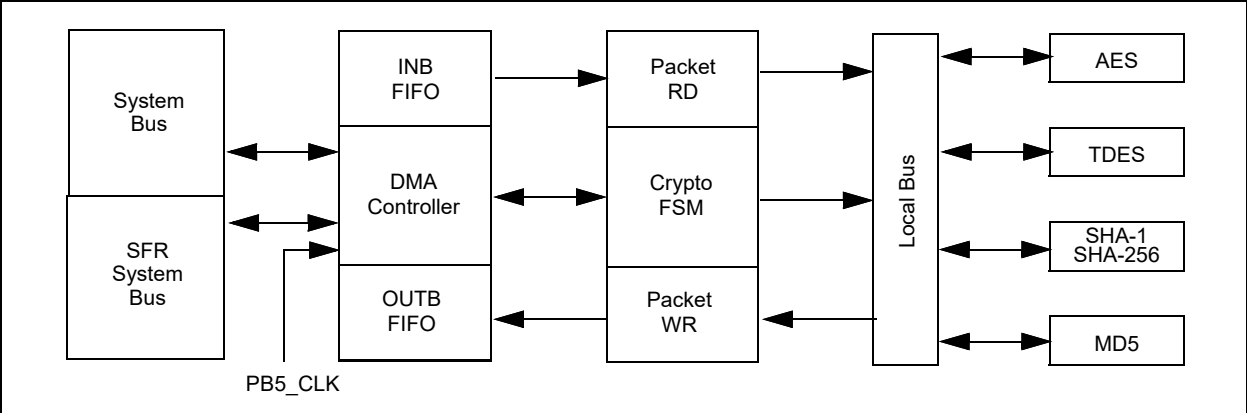 System
Bus
SFR
System
Bus
PB5_CLK
INB
FIFO
DMA
Controller
OUTB
FIFO
Packet
RD
Crypto
FSM
Packet
WR
Local Bus
AES
TDES
SHA-1
SHA-256
MD5